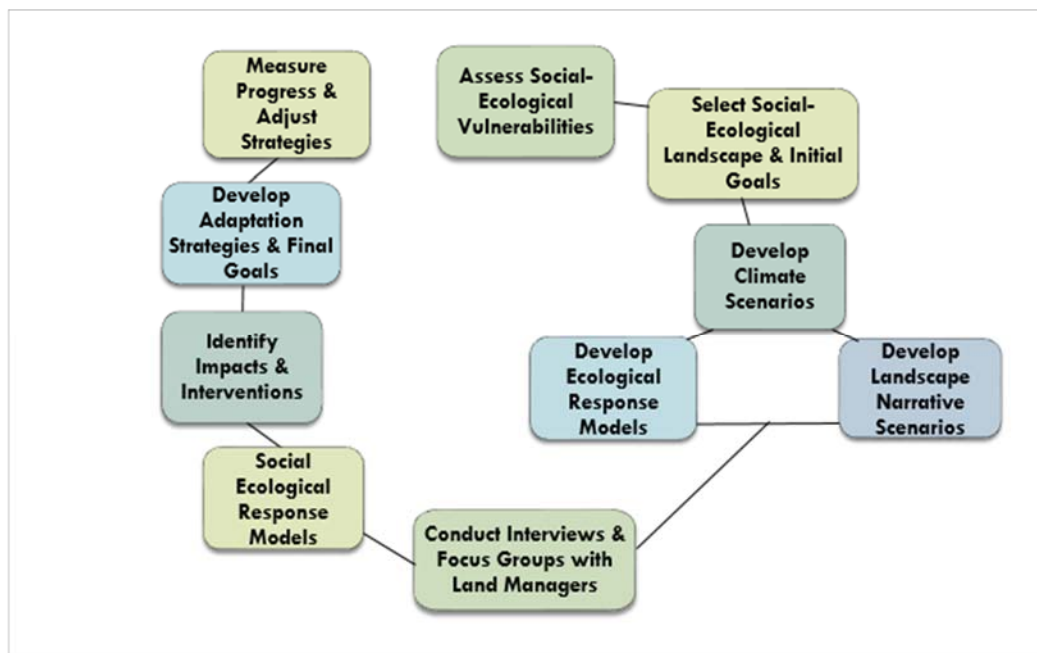 Measure
Progress &
Adjust
Strategies
Assess Social-
Ecological
Vulnerabilities
Select Social-
Ecological
Landscape & Initial
Goals
Develop
Adaptation
Strategies & Final
Goals
Develop
Climate
Scenarios
Identify
Impacts &
Interventions
Develop
Ecological
Response
Models
Develop
Landscape
Narrative
Scenarios
Social
Ecological
Response
Models
Conduct Interviews &
Focus Groups with
Land Managers